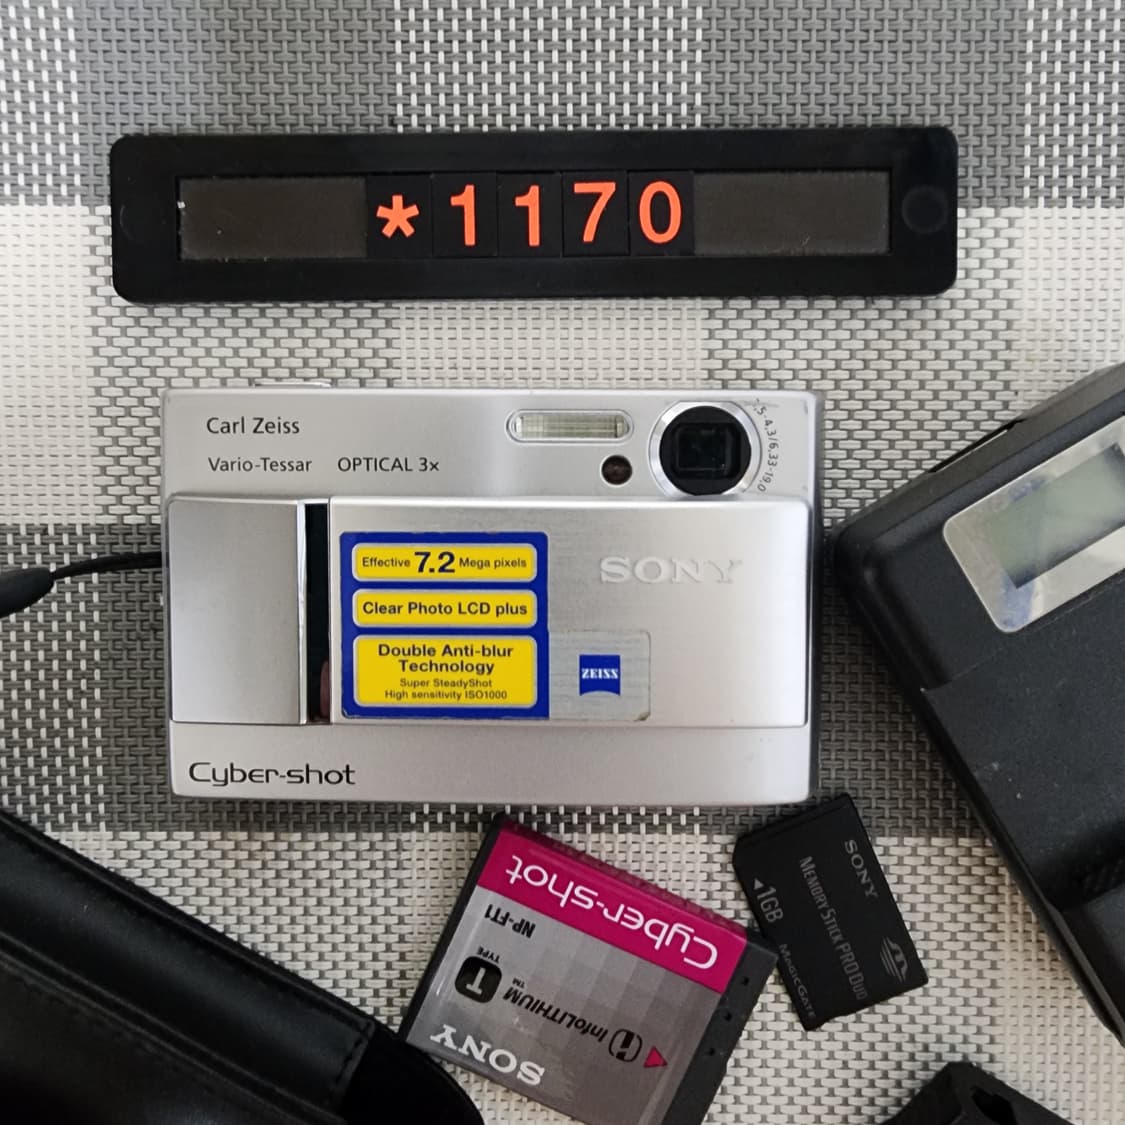 *1170
Carl Zeiss
Vario-Tessar OPTICAL 3x
Effective 7.2 Mega pixels
SONY
Clear Photo LCD plus
Double Anti-blur
Technology
Super SteadyShot
High sensitivity ISO1000
ZEISS
Cyber-shot
Cyber-shot
NP-FT1
InfoLITHIUM™ T TYPE
SONY
SONY
MEMORY STICK PRO DUO
1GB
MAGICGATE